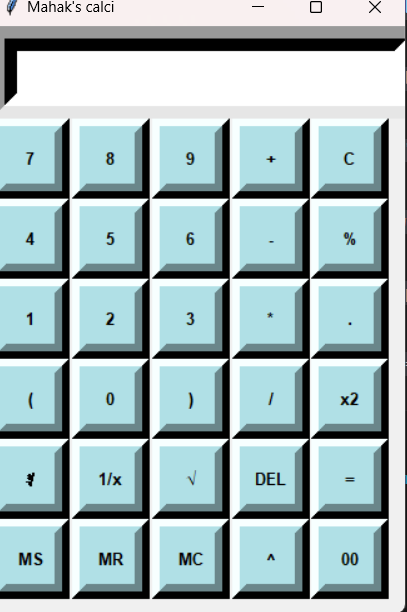 Mahak's calci
7 8 9 + C
4 5 6 - %
1 2 3 * .
( 0 ) / x2
1/x √ DEL =
MS MR MC ^ 00